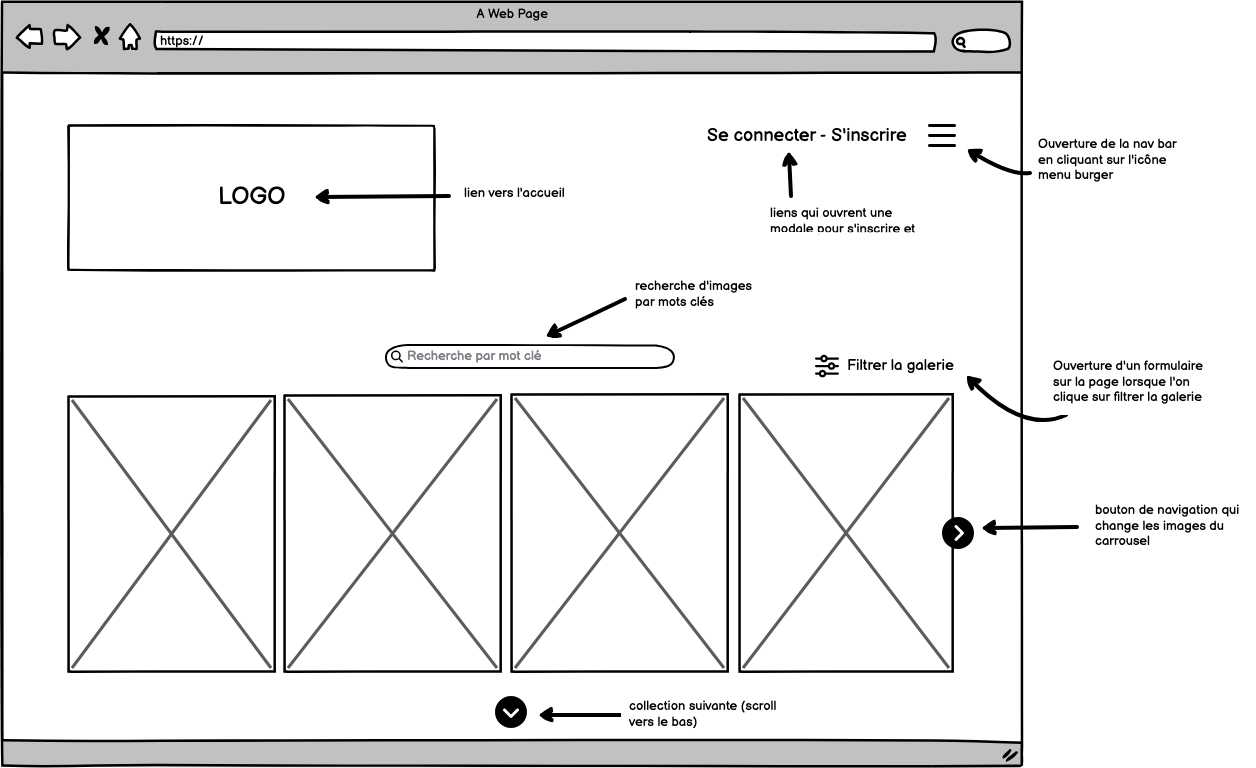 A Web Page
https://
Se connecter - S'inscrire
Ouverture de la nav bar
en cliquant sur l'icône
menu burger
LOGO
lien vers l'accueil
liens qui ouvrent une
modale pour s'inscrire et
recherche d'images
par mots clés
Recherche par mot clé
Filtrer la galerie
Ouverture d'un formulaire
sur la page lorsque l'on
clique sur filtrer la galerie
bouton de navigation qui
change les images du
carrousel
collection suivante (scroll
vers le bas)